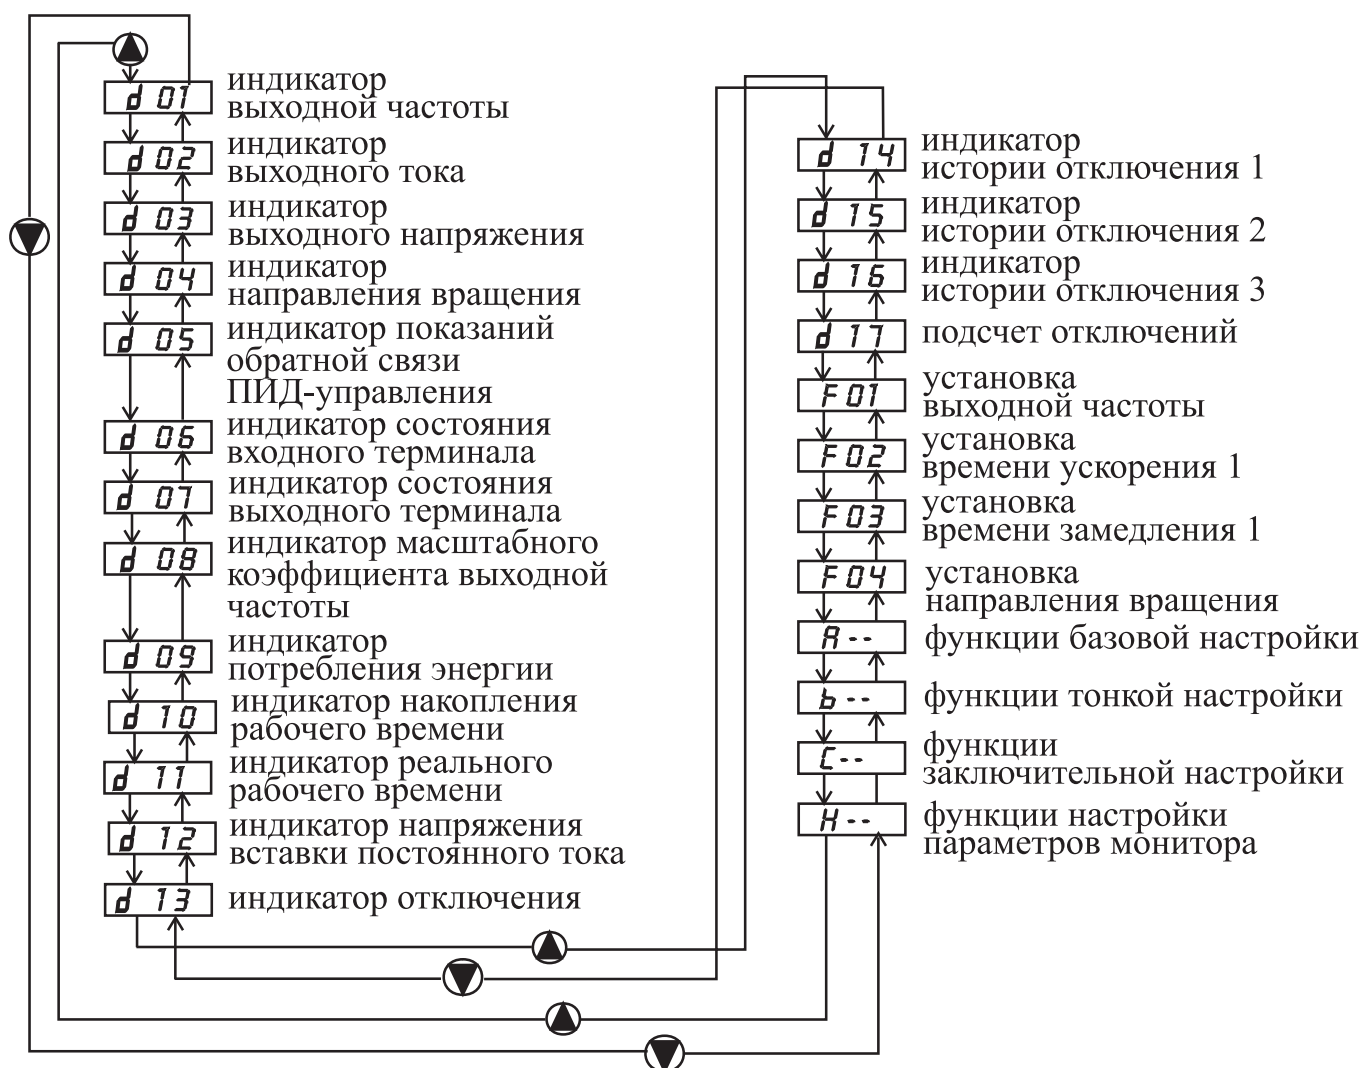 d 01
индикатор
выходной частоты
d 02
индикатор
выходного тока
d 03
индикатор
выходного напряжения
d 04
индикатор
направления вращения
d 05
индикатор показаний
обратной связи
ПИД-управления
d 06
индикатор состояния
входного терминала
d 07
индикатор состояния
выходного терминала
d 08
индикатор масштабного
коэффициента выходной
частоты
d 09
индикатор
потребления энергии
d 10
индикатор накопления
рабочего времени
d 11
индикатор реального
рабочего времени
d 12
индикатор напряжения
вставки постоянного тока
d 13
индикатор отключения
d 14
индикатор
истории отключения 1
d 15
индикатор
истории отключения 2
d 16
индикатор
истории отключения 3
d 17
подсчет отключений
F 01
установка
выходной частоты
F 02
установка
времени ускорения 1
F 03
установка
времени замедления 1
F 04
установка
направления вращения
A --
функции базовой настройки
b --
функции тонкой настройки
C --
функции
заключительной настройки
H --
функции настройки
параметров монитора